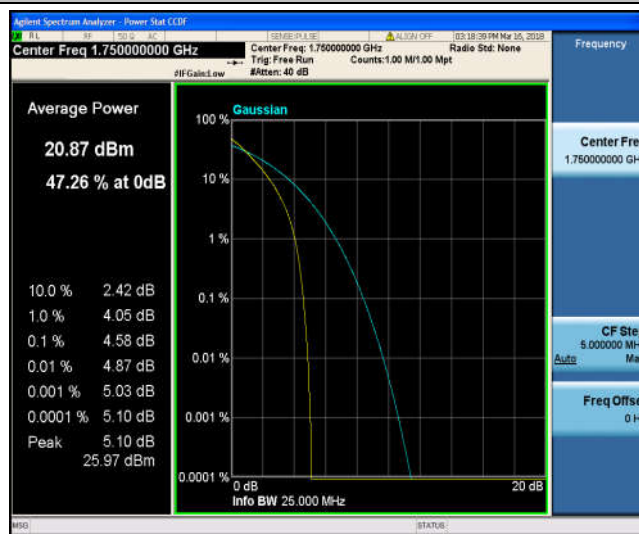 Agilent Spectrum Analyzer - Power Stat CCDF
RL RF 50 Ω AC SENSE:PULSE ALIGN OFF 03:18:39 PM Mar 16, 2018
Center Freq 1.750000000 GHz
Center Freq: 1.750000000 GHz Radio Std: None
Trig: Free Run Counts:1.00 M/1.00 Mpt
#IFGain:Low #Atten: 40 dB
Frequency
Average Power
20.87 dBm
47.26 % at 0dB
10.0 % 2.42 dB
1.0 % 4.05 dB
0.1 % 4.58 dB
0.01 % 4.87 dB
0.001 % 5.03 dB
0.0001 % 5.10 dB
Peak 5.10 dB
25.97 dBm
Gaussian
100 %
10 %
1 %
0.1 %
0.01 %
0.001 %
0.0001 %
0 dB 20 dB
Info BW 25.000 MHz
Center Fre
1.750000000 GH
CF Ste
5.000000 MH
Auto Ma
Freq Offse
0 H
MSG STATUS